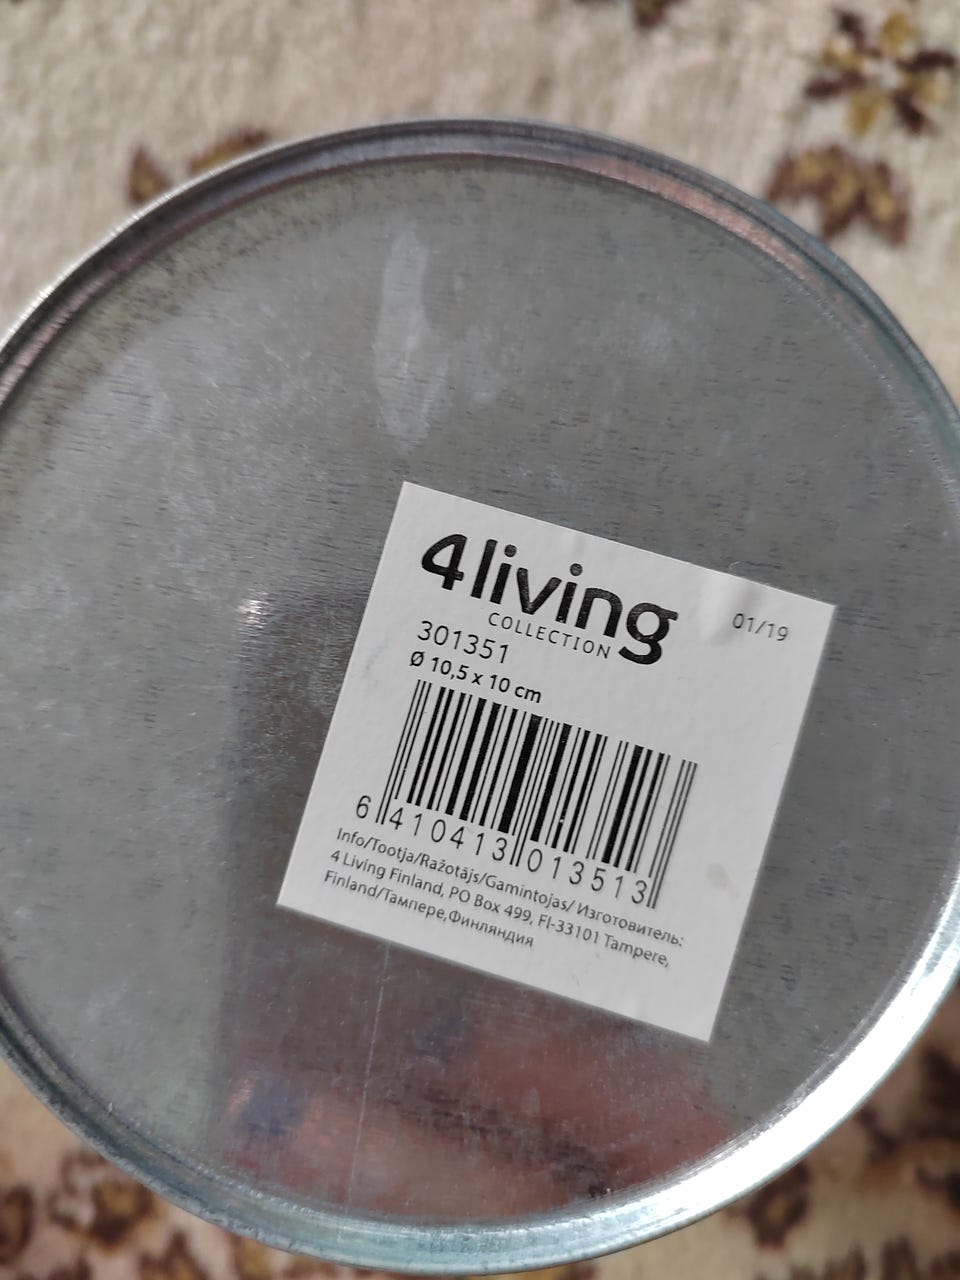 4living
COLLECTION
01/19
301351
Ø 10,5 x 10 cm
6 410413 013513
Info/Tootja/Ražotājs/Gamintojas/ Изготовитель:
4 Living Finland, PO Box 499, FI-33101 Tampere,
Finland/Тампере,Финляндия